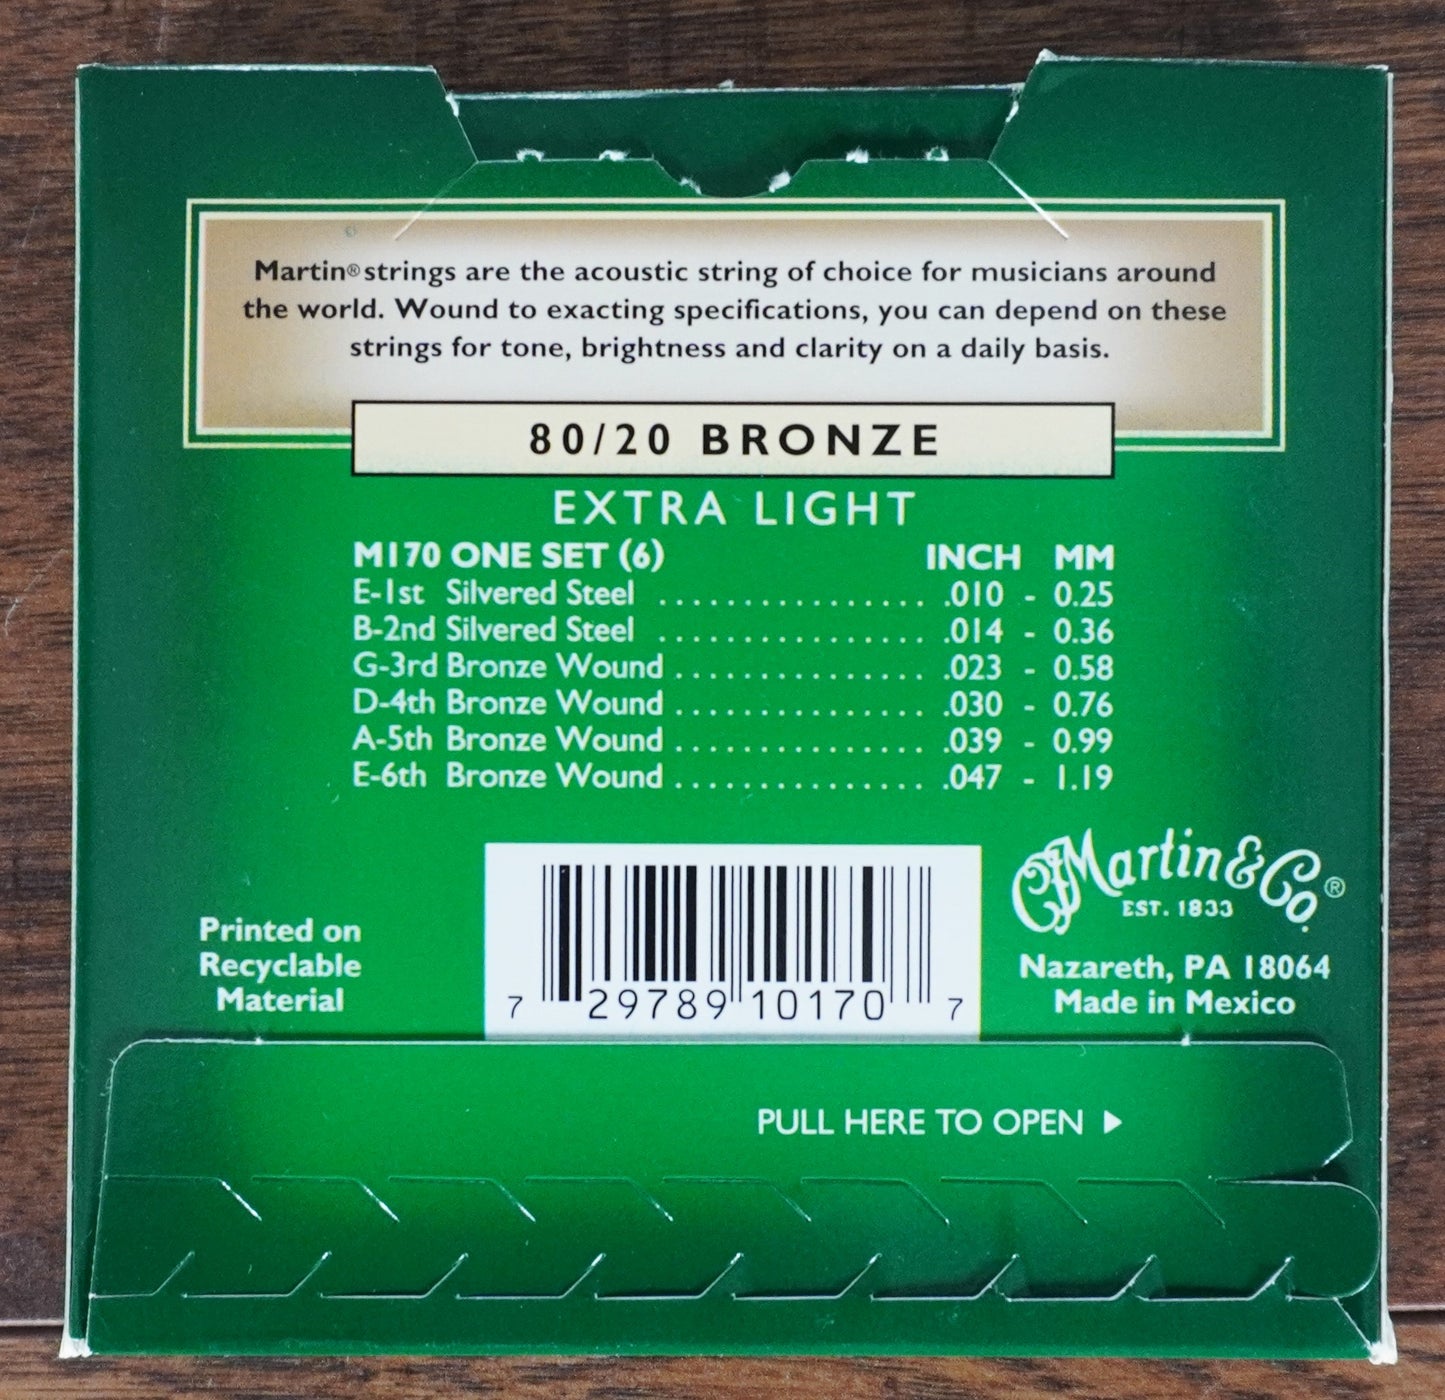 Martin® strings are the acoustic string of choice for musicians around
the world. Wound to exacting specifications, you can depend on these
strings for tone, brightness and clarity on a daily basis.
80/20 BRONZE
EXTRA LIGHT
M170 ONE SET (6) INCH MM
E-1st Silvered Steel ................ .010 - 0.25
B-2nd Silvered Steel ................ .014 - 0.36
G-3rd Bronze Wound ............... .023 - 0.58
D-4th Bronze Wound ............... .030 - 0.76
A-5th Bronze Wound ............... .039 - 0.99
E-6th Bronze Wound ............... .047 - 1.19
Printed on
Recyclable
Material
7 29789 10170 7
CF Martin & Co.®
EST. 1833
Nazareth, PA 18064
Made in Mexico
PULL HERE TO OPEN ▶